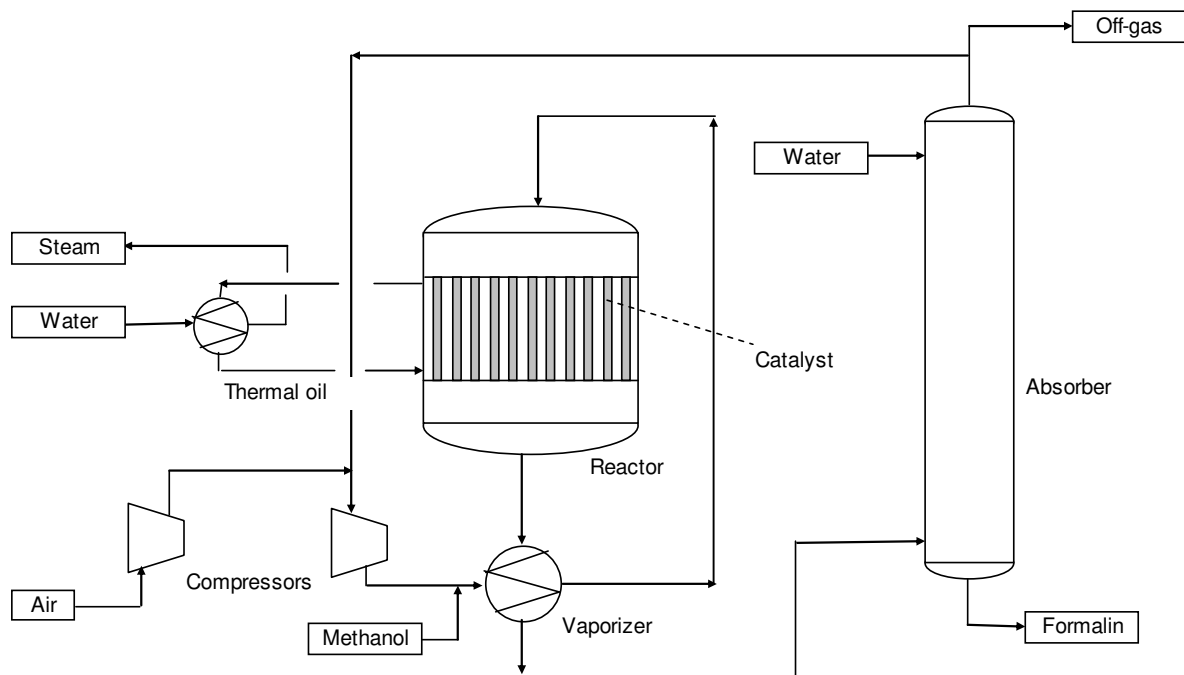 Off-gas
Water
Steam
Water
Thermal oil
Catalyst
Absorber
Reactor
Compressors
Air
Methanol
Vaporizer
Formalin